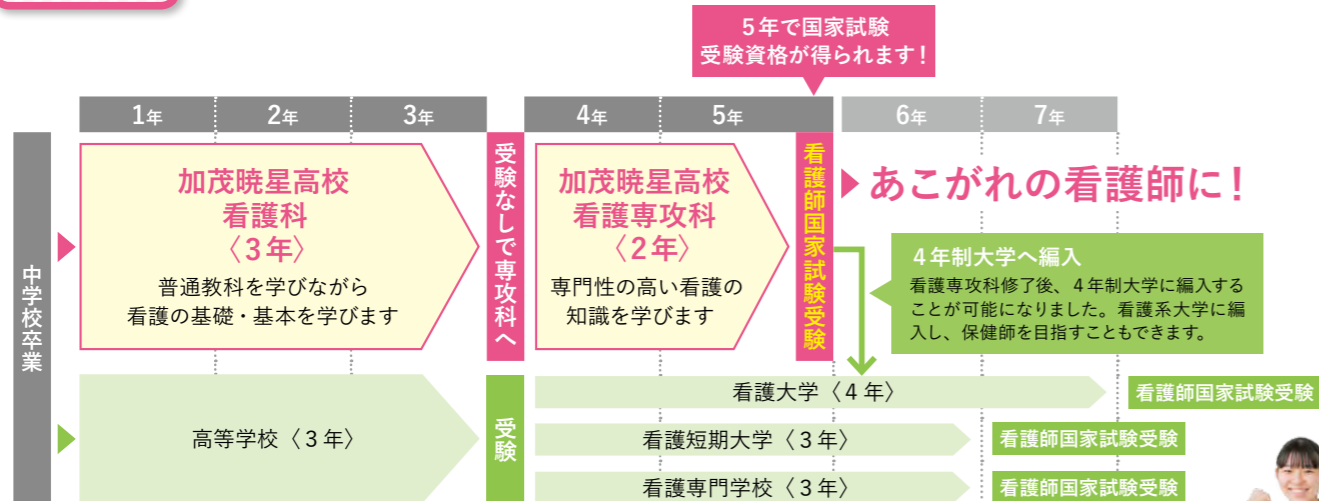 5年で国家試験
受験資格が得られます！
1年
2年
3年
4年
5年
6年
7年
中学校卒業
加茂暁星高校
看護科
〈3年〉
普通教科を学びながら
看護の基礎・基本を学びます
受験なしで専攻科へ
加茂暁星高校
看護専攻科
〈2年〉
専門性の高い看護の
知識を学びます
看護師国家試験受験
あこがれの看護師に！
4年制大学へ編入
看護専攻科修了後、4年制大学に編入する
ことが可能になりました。看護系大学に編
入し、保健師を目指すこともできます。
高等学校〈3年〉
受験
看護大学〈4年〉
看護師国家試験受験
看護短期大学〈3年〉
看護師国家試験受験
看護専門学校〈3年〉
看護師国家試験受験